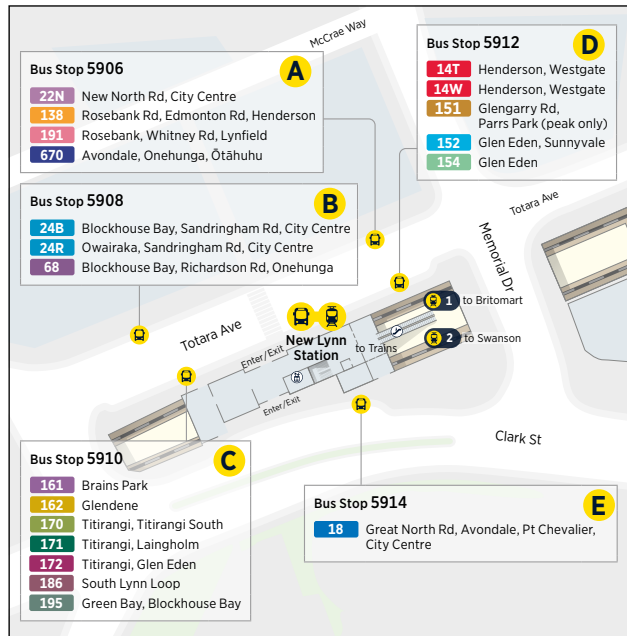 McCrae Way
Bus Stop 5906
A
22N New North Rd, City Centre
138 Rosebank Rd, Edmonton Rd, Henderson
191 Rosebank, Whitney Rd, Lynfield
670 Avondale, Onehunga, Ōtāhuhu
Bus Stop 5912
D
14T Henderson, Westgate
14W Henderson, Westgate
151 Glengarry Rd,
Parrs Park (peak only)
152 Glen Eden, Sunnyvale
154 Glen Eden
Bus Stop 5908
B
24B Blockhouse Bay, Sandringham Rd, City Centre
24R Owairaka, Sandringham Rd, City Centre
68 Blockhouse Bay, Richardson Rd, Onehunga
Totara Ave
Memorial Dr
1 to Britomart
2 to Swanson
Totara Ave
New Lynn
Station
to Trains
Enter/Exit
Enter/Exit
Clark St
Bus Stop 5910
C
161 Brains Park
162 Glendene
170 Titirangi, Titirangi South
171 Titirangi, Laingholm
172 Titirangi, Glen Eden
186 South Lynn Loop
195 Green Bay, Blockhouse Bay
Bus Stop 5914
E
18 Great North Rd, Avondale, Pt Chevalier,
City Centre